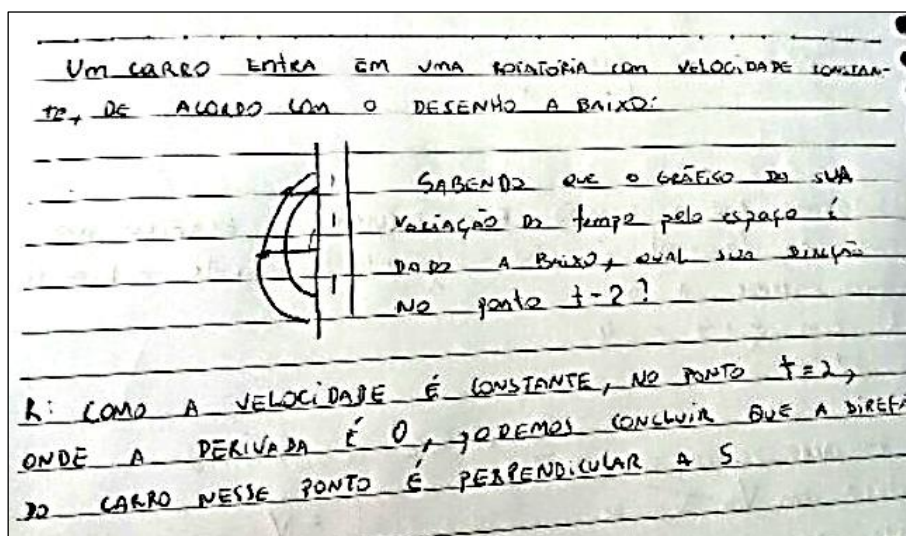 Um CARRO ENTRA EM UMA ROTATÓRIA COM VELOCIDADE CONSTAN-
TE, DE ACORDO COM O DESENHO A BAIXO:
SABENDO QUE O GRÁFICO DA SUA
VARIAÇÃO DO tempo pelo espaço É
DADO A BAIXO, QUAL SUA DIREÇÃO
NO ponto t-2?
R: COMO A VELOCIDADE É CONSTANTE, NO PONTO t=2,
ONDE A DERIVADA É 0, PODEMOS CONCLUIR QUE A DIREÇÃ
DO CARRO NESSE PONTO É PERPENDICULAR A S